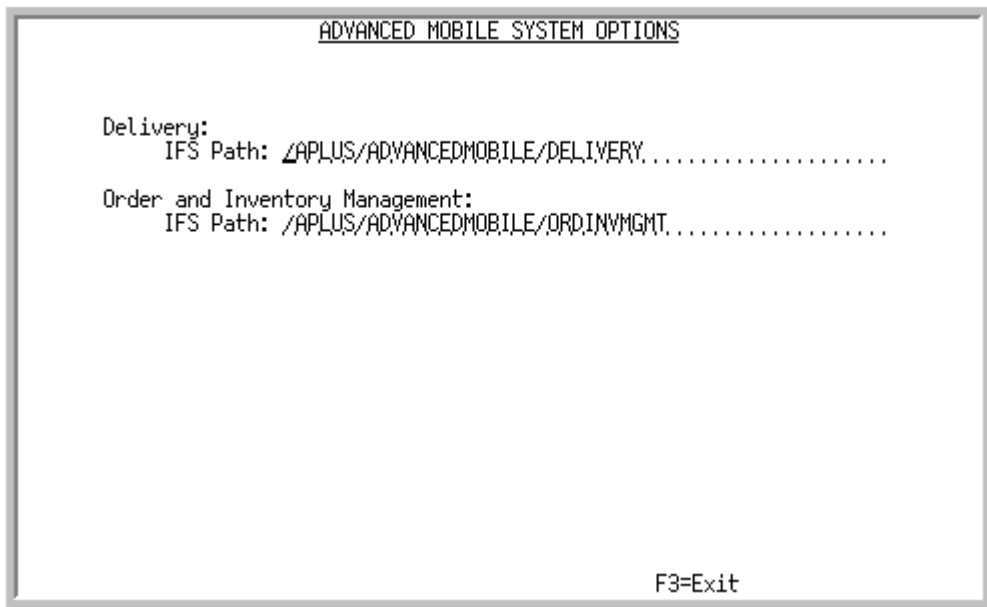 ADVANCED MOBILE SYSTEM OPTIONS
Delivery:
IFS Path: /APLUS/ADVANCEDMOBILE/DELIVERY....................
Order and Inventory Management:
IFS Path: /APLUS/ADVANCEDMOBILE/ORDINVMGMT..................
F3=Exit